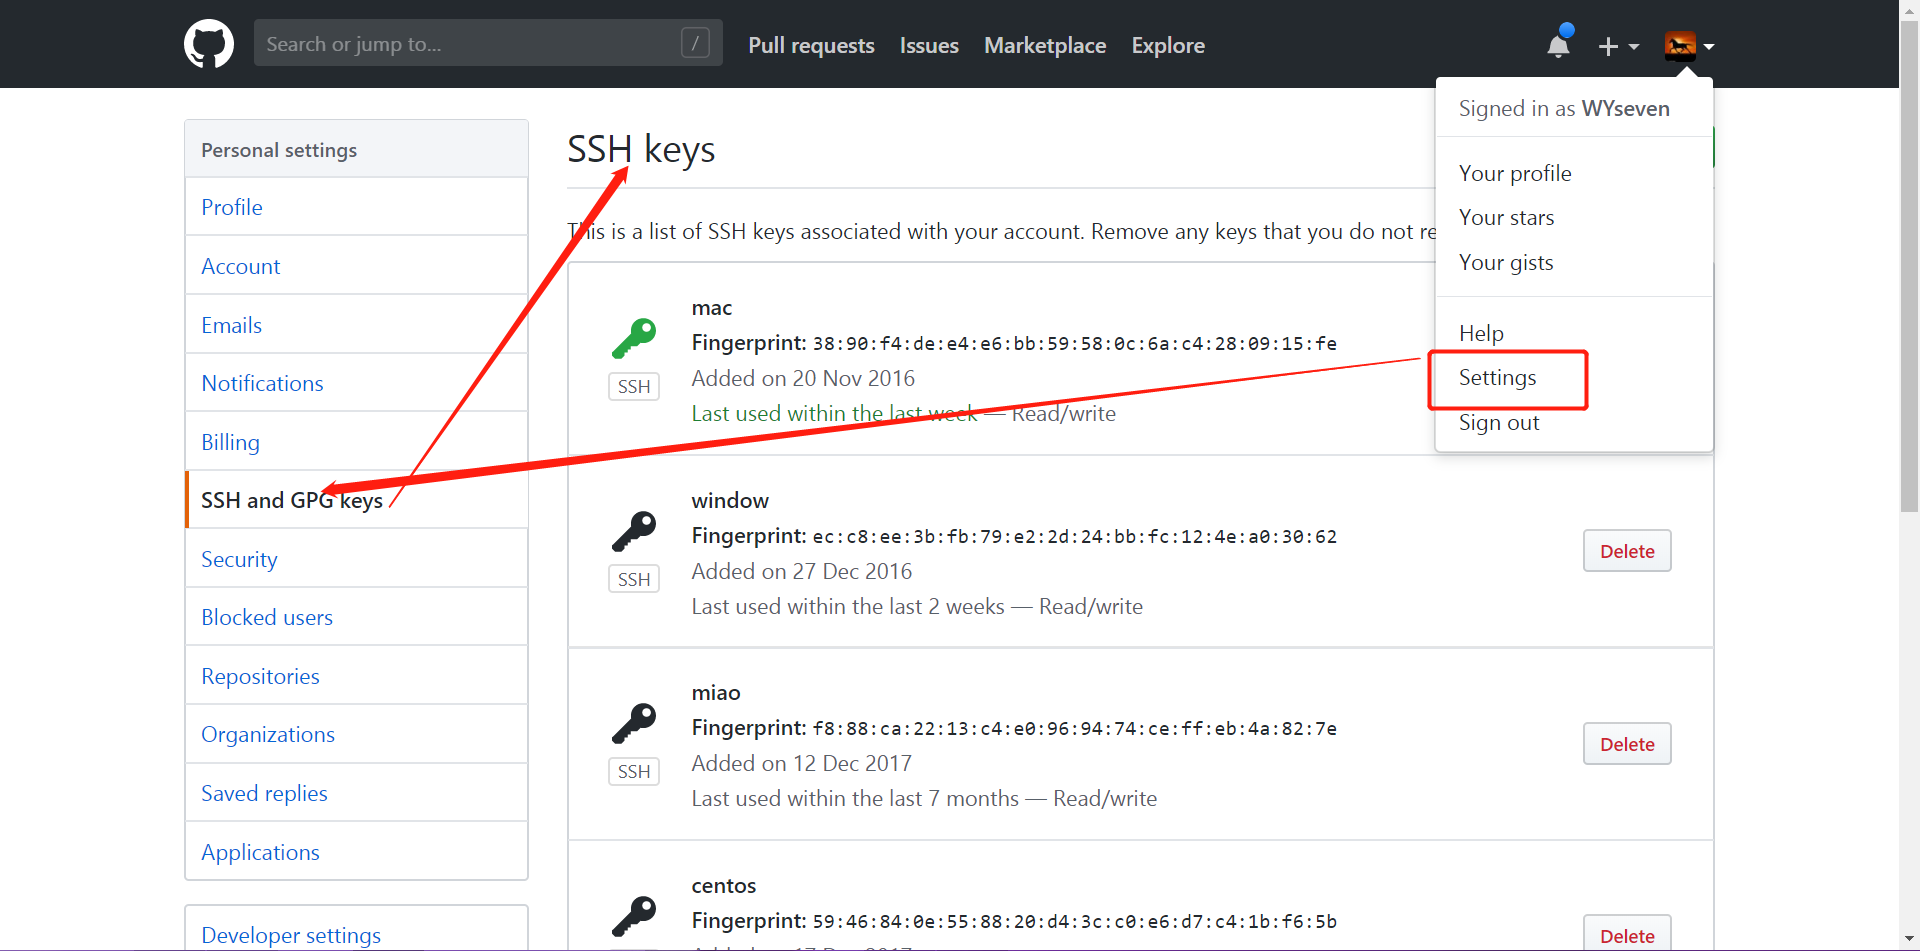 Search or jump to...
/
Pull requests
Issues
Marketplace
Explore
Signed in as WYseven
Your profile
Your stars
Your gists
Help
Settings
Sign out
Personal settings
Profile
Account
Emails
Notifications
Billing
SSH and GPG keys
Security
Blocked users
Repositories
Organizations
Saved replies
Applications
Developer settings
SSH keys
This is a list of SSH keys associated with your account. Remove any keys that you do not re
mac
Fingerprint: 38:90:f4:de:e4:e6:bb:59:58:0c:6a:c4:28:09:15:fe
SSH
Added on 20 Nov 2016
Last used within the last week — Read/write
window
Fingerprint: ec:c8:ee:3b:fb:79:e2:2d:24:bb:fc:12:4e:a0:30:62
SSH
Added on 27 Dec 2016
Last used within the last 2 weeks — Read/write
Delete
miao
Fingerprint: f8:88:ca:22:13:c4:e0:96:94:74:ce:ff:eb:4a:82:7e
SSH
Added on 12 Dec 2017
Last used within the last 7 months — Read/write
Delete
centos
Fingerprint: 59:46:84:0e:55:88:20:d4:3c:c0:e6:d7:c4:1b:f6:5b
Delete